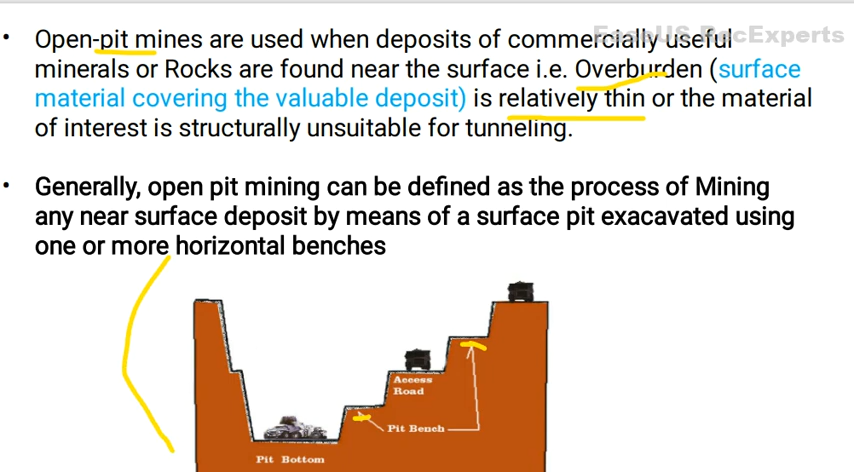 EaseUS RecExperts
• Open-pit mines are used when deposits of commercially useful
minerals or Rocks are found near the surface i.e. Overburden (surface
material covering the valuable deposit) is relatively thin or the material
of interest is structurally unsuitable for tunneling.
• Generally, open pit mining can be defined as the process of Mining
any near surface deposit by means of a surface pit exacavated using
one or more horizontal benches
Access
Road
Pit Bench
Pit Bottom